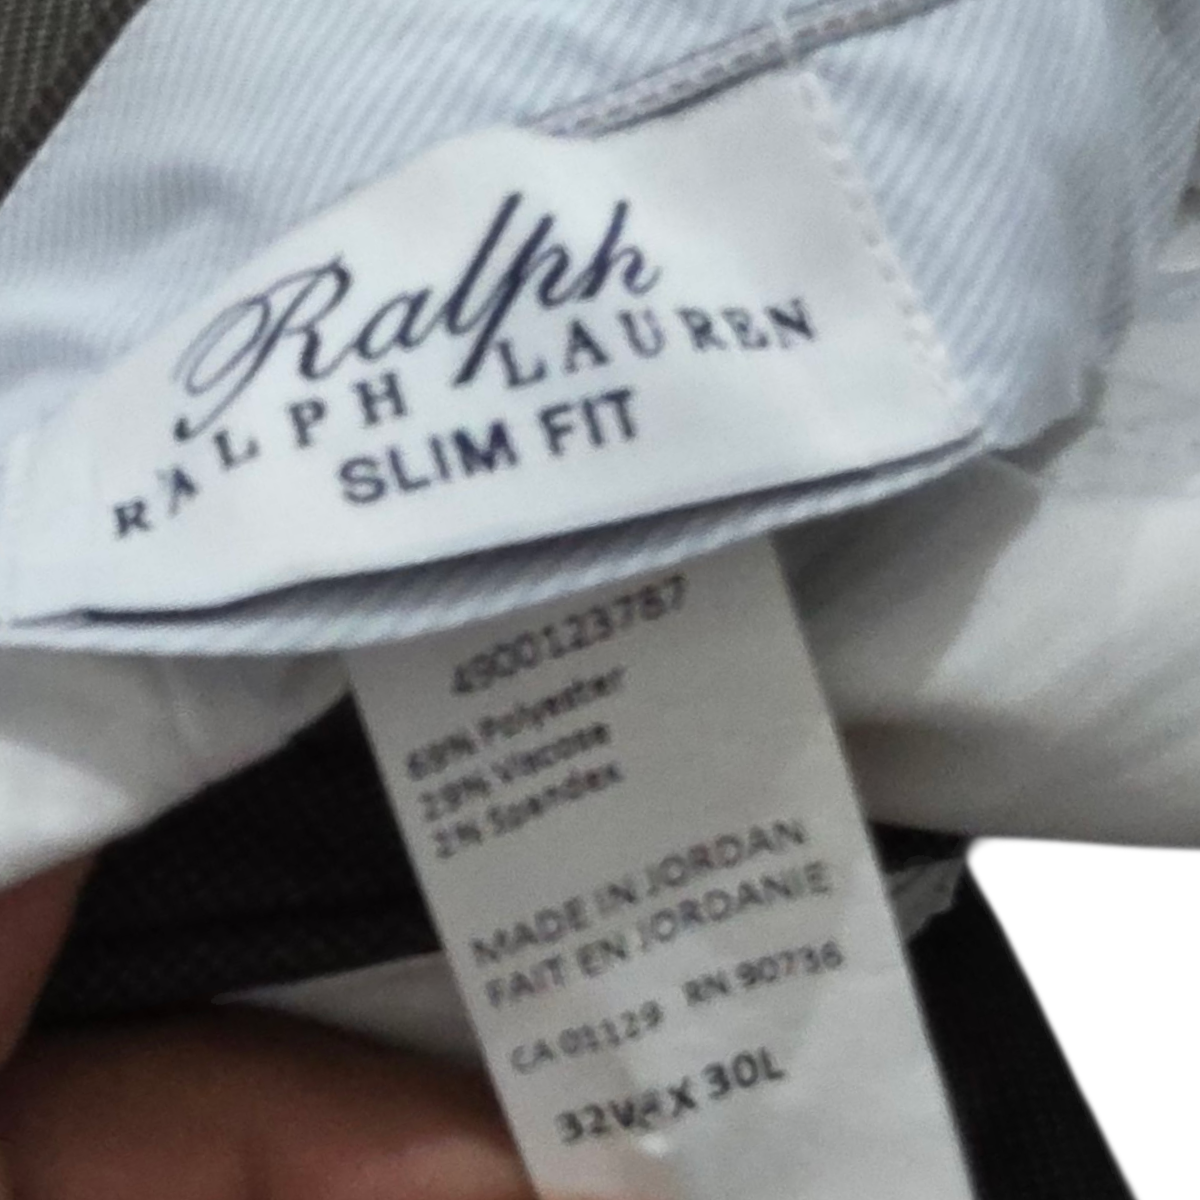 Ralph
RALPH LAUREN
SLIM FIT
4900123787
69% Polyester
29% Viscose
2% Spandex
MADE IN JORDAN
FAIT EN JORDANIE
CA 01129 RN 90736
32W X 30L